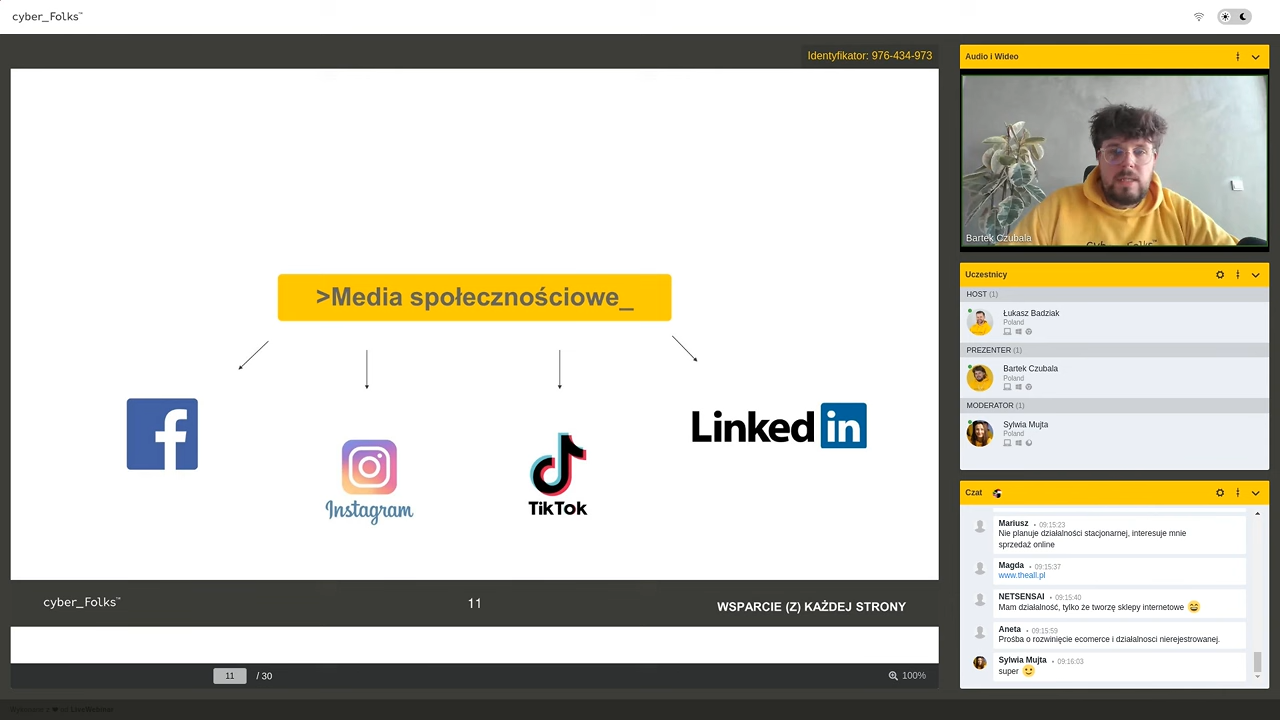 cyber_Folks™
Identyfikator: 976-434-973
>Media społecznościowe_
Linked in
Instagram
TikTok
cyber_Folks™
11
WSPARCIE (Z) KAŻDEJ STRONY
11 / 30
100%
Audio i Wideo
Bartek Czubala
cyber_Folks™
Uczestnicy
HOST (1)
Łukasz Badziak
Poland
PREZENTER (1)
Bartek Czubala
Poland
MODERATOR (1)
Sylwia Mujta
Poland
Czat
Mariusz • 09:15:23
Nie planuje działalności stacjonarnej, interesuje mnie
sprzedaż online
Magda • 09:15:37
www.theall.pl
NETSENSAI • 09:15:40
Mam działalność, tylko że tworzę sklepy internetowe 😄
Aneta • 09:15:59
Prośba o rozwinięcie ecomerce i działalnosci nierejestrowanej.
Sylwia Mujta • 09:16:03
super 🙂